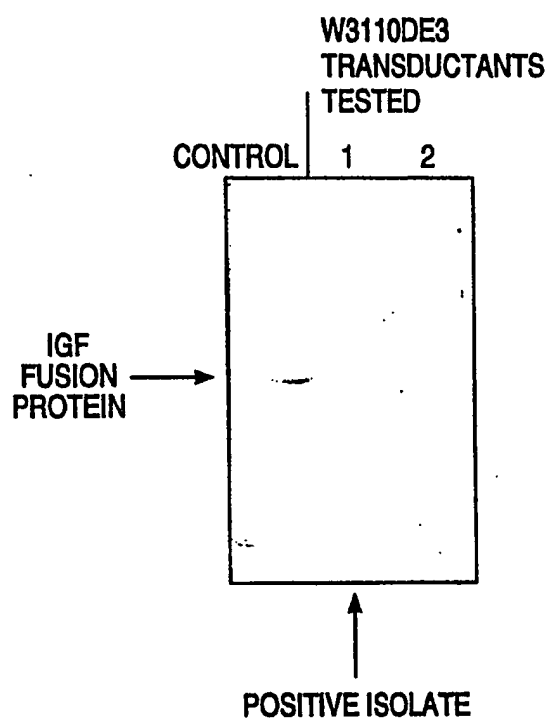 W3110DE3
TRANSDUCTANTS
TESTED
CONTROL 1 2
IGF
FUSION
PROTEIN
POSITIVE ISOLATE